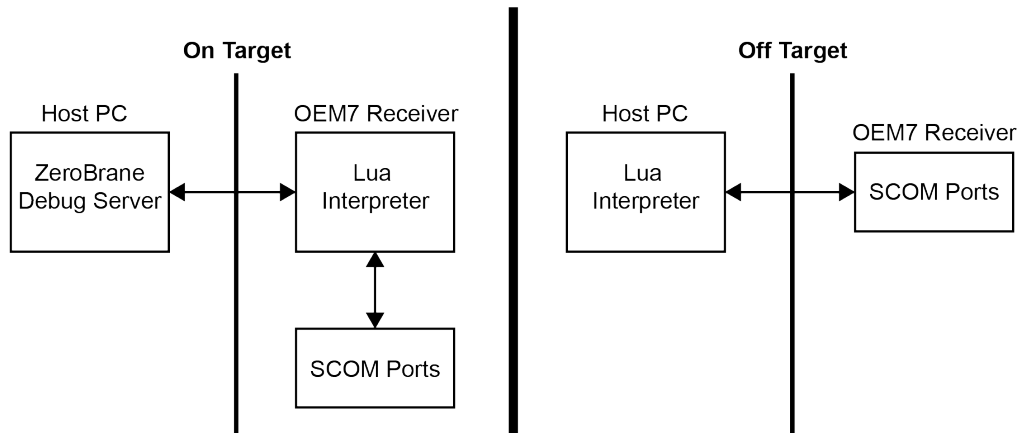 On Target
Host PC
OEM7 Receiver
ZeroBrane
Debug Server
Lua
Interpreter
SCOM Ports
Off Target
Host PC
OEM7 Receiver
Lua
Interpreter
SCOM Ports